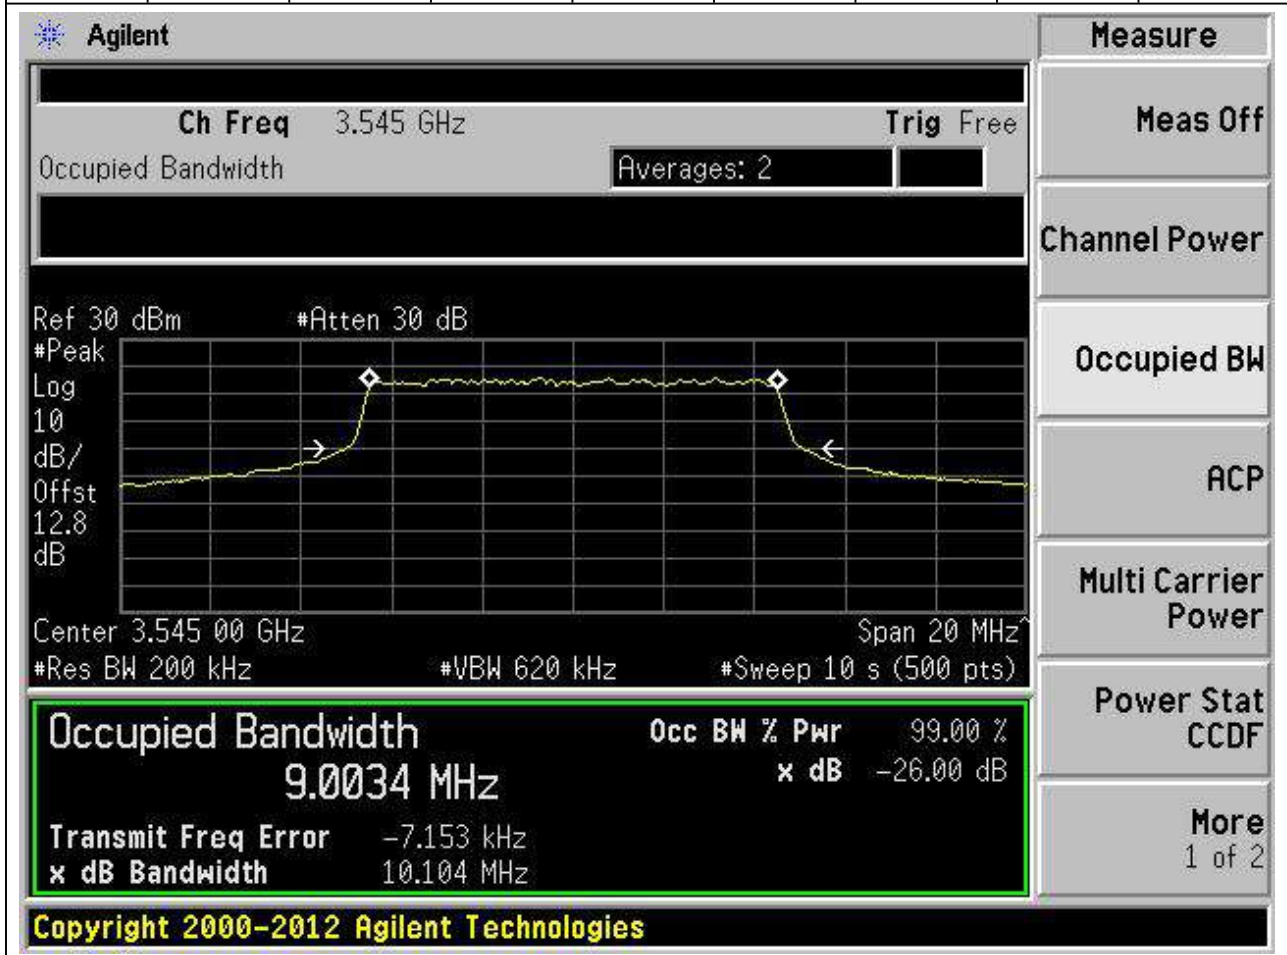 Agilent
Measure
Ch Freq 3.545 GHz Trig Free
Occupied Bandwidth Averages: 2
Meas Off
Channel Power
Occupied BW
ACP
Multi Carrier
Power
Power Stat
CCDF
More
1 of 2
Ref 30 dBm #Atten 30 dB
#Peak
Log
10
dB/
Offst
12.8
dB
Center 3.545 00 GHz Span 20 MHz^
#Res BW 200 kHz #VBW 620 kHz #Sweep 10 s (500 pts)
Occupied Bandwidth Occ BW % Pwr 99.00 %
9.0034 MHz x dB -26.00 dB
Transmit Freq Error -7.153 kHz
x dB Bandwidth 10.104 MHz
Copyright 2000-2012 Agilent Technologies